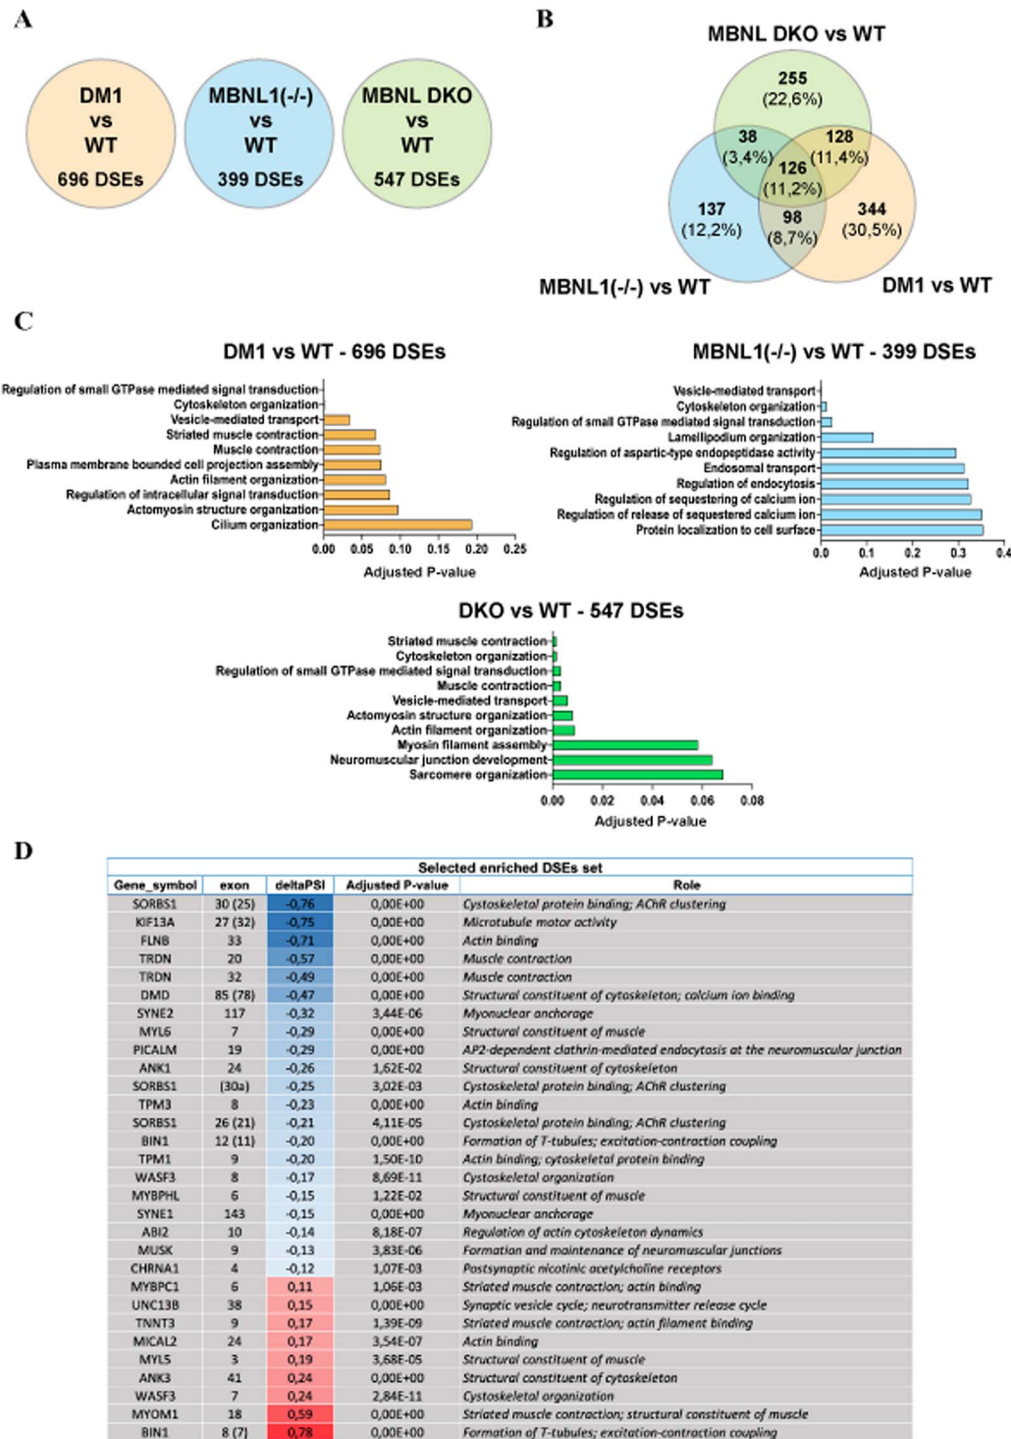 A
DM1
vs
WT
696 DSEs
MBNL1(-/-)
vs
WT
399 DSEs
MBNL DKO
vs
WT
547 DSEs
B
MBNL DKO vs WT
255
(22,6%)
38
(3,4%)
128
(11,4%)
126
(11,2%)
137
(12,2%)
98
(8,7%)
344
(30,5%)
MBNL1(-/-) vs WT
DM1 vs WT
C
DM1 vs WT - 696 DSEs
Regulation of small GTPase mediated signal transduction
Cytoskeleton organization
Vesicle-mediated transport
Striated muscle contraction
Muscle contraction
Plasma membrane bounded cell projection assembly
Actin filament organization
Regulation of intracellular signal transduction
Actomyosin structure organization
Cilium organization
0.00 0.05 0.10 0.15 0.20 0.25
Adjusted P-value
MBNL1(-/-) vs WT - 399 DSEs
Vesicle-mediated transport
Cytoskeleton organization
Regulation of small GTPase mediated signal transduction
Lamellipodium organization
Regulation of aspartic-type endopeptidase activity
Endosomal transport
Regulation of endocytosis
Regulation of sequestering of calcium ion
Regulation of release of sequestered calcium ion
Protein localization to cell surface
0.0 0.1 0.2 0.3 0.4
Adjusted P-value
DKO vs WT - 547 DSEs
Striated muscle contraction
Cytoskeleton organization
Regulation of small GTPase mediated signal transduction
Muscle contraction
Vesicle-mediated transport
Actomyosin structure organization
Actin filament organization
Myosin filament assembly
Neuromuscular junction development
Sarcomere organization
0.00 0.02 0.04 0.06 0.08
Adjusted P-value
D
Selected enriched DSEs set
Gene_symbol exon deltaPSI Adjusted P-value Role
SORBS1 30 (25) -0,76 0,00E+00 Cystoskeletal protein binding; AChR clustering
KIF13A 27 (32) -0,75 0,00E+00 Microtubule motor activity
FLNB 33 -0,71 0,00E+00 Actin binding
TRDN 20 -0,57 0,00E+00 Muscle contraction
TRDN 32 -0,49 0,00E+00 Muscle contraction
DMD 85 (78) -0,47 0,00E+00 Structural constituent of cytoskeleton; calcium ion binding
SYNE2 117 -0,32 3,44E-06 Myonuclear anchorage
MYL6 7 -0,29 0,00E+00 Structural constituent of muscle
PICALM 19 -0,29 0,00E+00 AP2-dependent clathrin-mediated endocytosis at the neuromuscular junction
ANK1 24 -0,26 1,62E-02 Structural constituent of cytoskeleton
SORBS1 (30a) -0,25 3,02E-03 Cystoskeletal protein binding; AChR clustering
TPM3 8 -0,23 0,00E+00 Actin binding
SORBS1 26 (21) -0,21 4,11E-05 Cystoskeletal protein binding; AChR clustering
BIN1 12 (11) -0,20 0,00E+00 Formation of T-tubules; excitation-contraction coupling
TPM1 9 -0,20 1,50E-10 Actin binding; cytoskeletal protein binding
WASF3 8 -0,17 8,69E-11 Cystoskeletal organization
MYBPHL 6 -0,15 1,22E-02 Structural constituent of muscle
SYNE1 143 -0,15 0,00E+00 Myonuclear anchorage
ABI2 10 -0,14 8,18E-07 Regulation of actin cytoskeleton dynamics
MUSK 9 -0,13 3,83E-06 Formation and maintenance of neuromuscular junctions
CHRNA1 4 -0,12 1,07E-03 Postsynaptic nicotinic acetylcholine receptors
MYBPC1 6 0,11 1,06E-03 Striated muscle contraction; actin binding
UNC13B 38 0,15 0,00E+00 Synaptic vesicle cycle; neurotransmitter release cycle
TNNT3 9 0,17 1,39E-09 Striated muscle contraction; actin filament binding
MICAL2 24 0,17 3,54E-07 Actin binding
MYL5 3 0,19 3,68E-05 Structural constituent of muscle
ANK3 41 0,24 0,00E+00 Structural constituent of cytoskeleton
WASF3 7 0,24 2,84E-11 Cystoskeletal organization
MYOM1 18 0,59 0,00E+00 Striated muscle contraction; structural constituent of muscle
BIN1 8 (7) 0,78 0,00E+00 Formation of T-tubules; excitation-contraction coupling